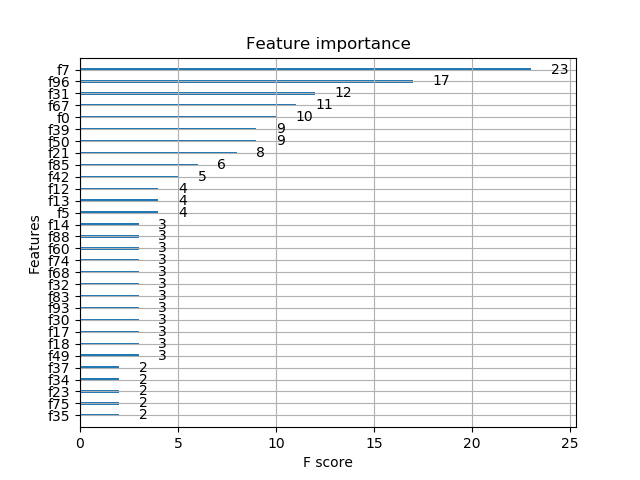 Feature importance
f7 23
f96 17
f31 12
f67 11
f0 10
f39 9
f50 9
f21 8
f85 6
f42 5
f12 4
f13 4
f5 4
f14 3
f88 3
f60 3
f74 3
f68 3
f32 3
f83 3
f93 3
f30 3
f17 3
f18 3
f49 3
f37 2
f34 2
f23 2
f75 2
f35 2
Features
0 5 10 15 20 25
F score